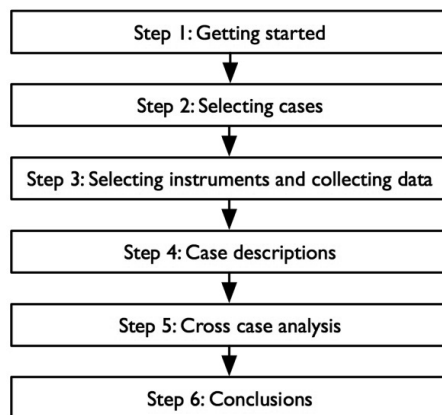 Step 1: Getting started
Step 2: Selecting cases
Step 3: Selecting instruments and collecting data
Step 4: Case descriptions
Step 5: Cross case analysis
Step 6: Conclusions